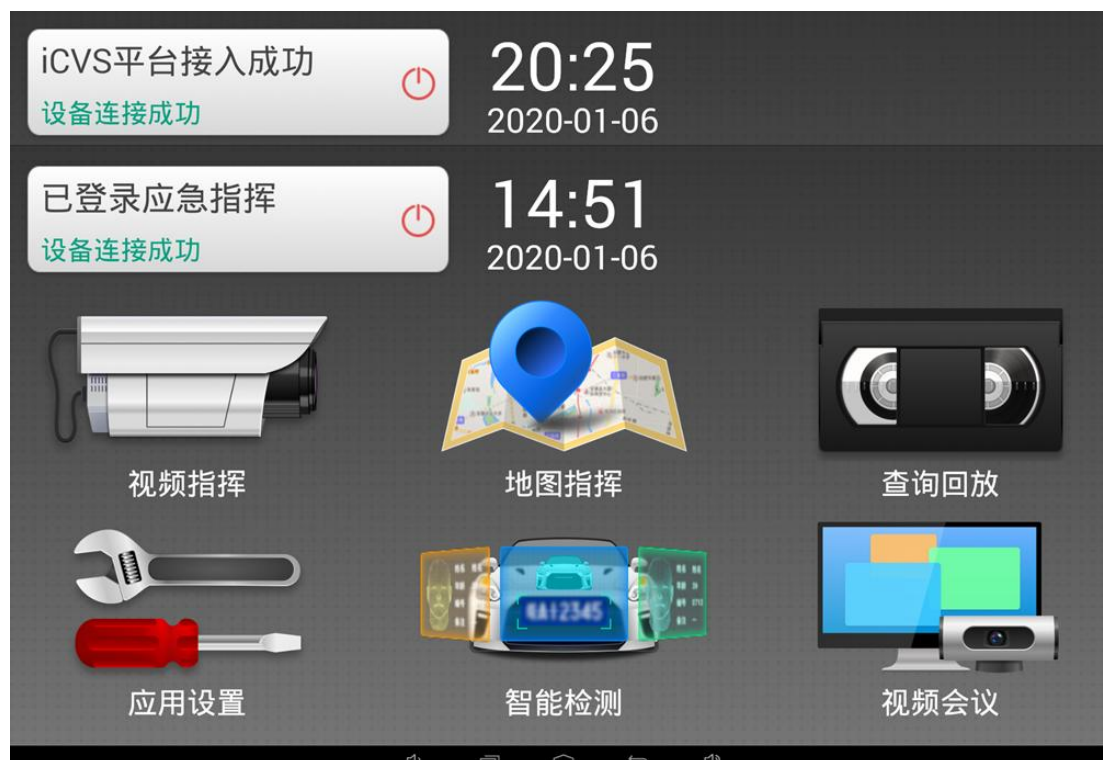 iCVS平台接入成功
设备连接成功
20:25
2020-01-06
已登录应急指挥
设备连接成功
14:51
2020-01-06
视频指挥
地图指挥
查询回放
应用设置
智能检测
视频会议